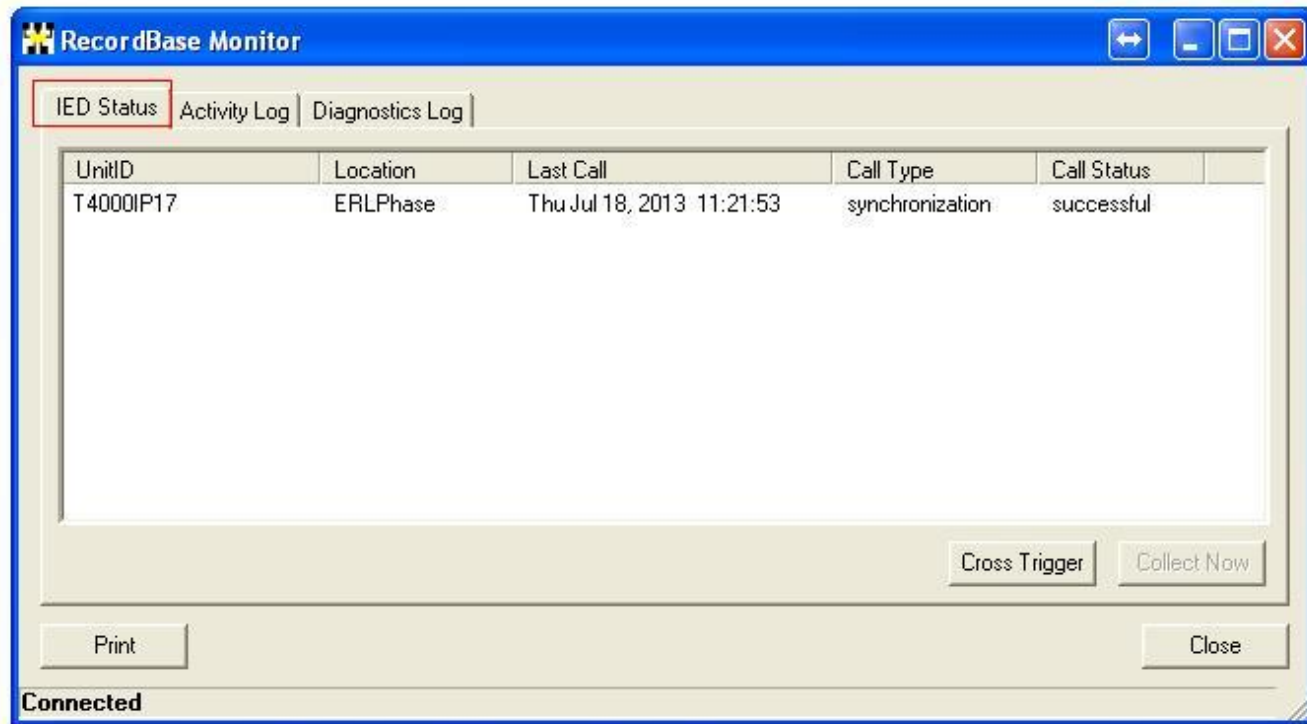 RecordBase Monitor
IED Status Activity Log Diagnostics Log
UnitID Location Last Call Call Type Call Status
T4000IP17 ERLPhase Thu Jul 18, 2013 11:21:53 synchronization successful
Cross Trigger Collect Now
Print Close
Connected